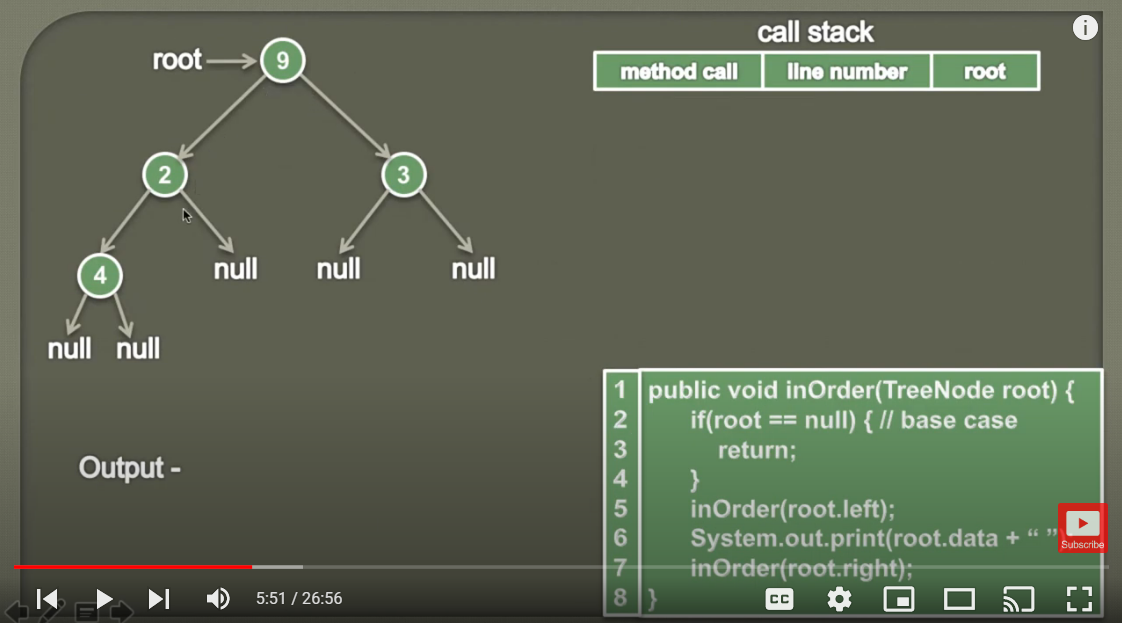 call stack
method call line number root
root
9
2
3
4
null
null
null
null
null
Output -
1 public void inOrder(TreeNode root) {
2 if(root == null) { // base case
3 return;
4 }
5 inOrder(root.left);
6 System.out.print(root.data + “ ”);
7 inOrder(root.right);
8 }
Subscribe
5:51 / 26:56
CC